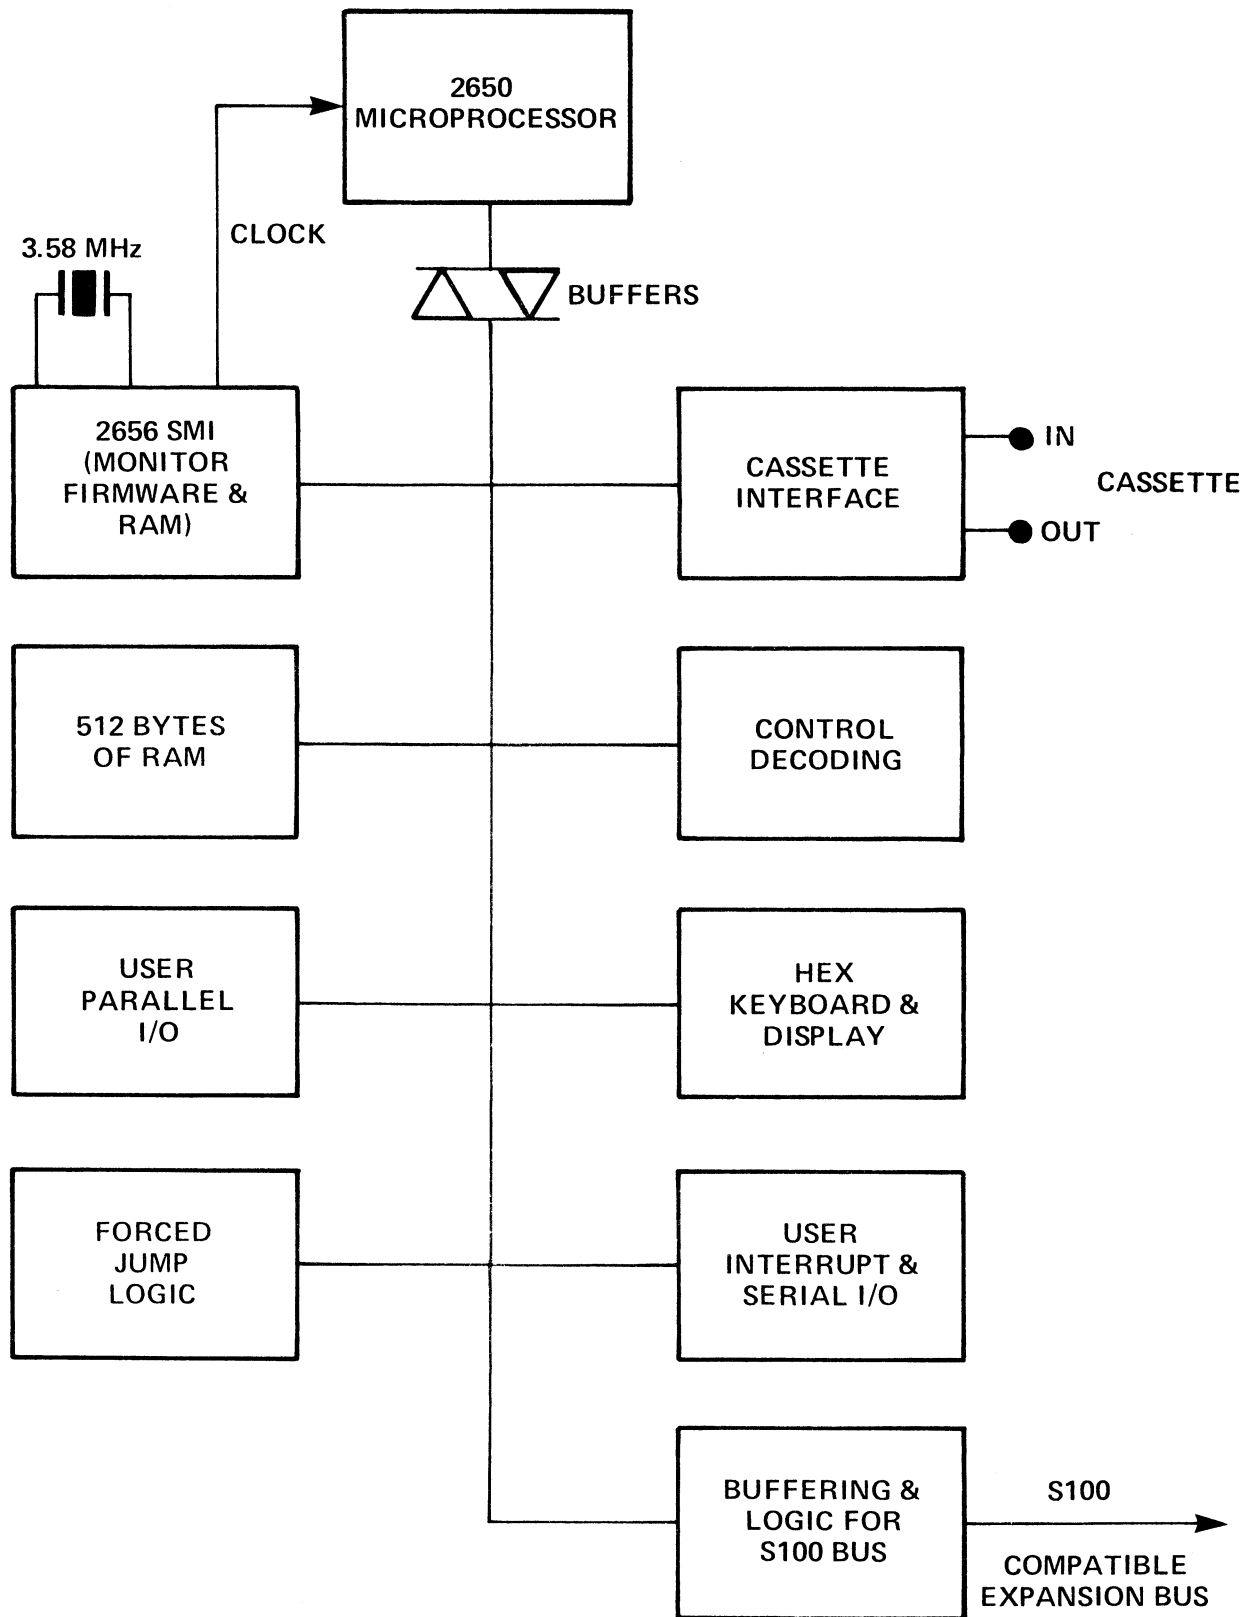 2650
MICROPROCESSOR
CLOCK
3.58 MHz
BUFFERS
2656 SMI
(MONITOR
FIRMWARE &
RAM)
CASSETTE
INTERFACE
IN
CASSETTE
OUT
512 BYTES
OF RAM
CONTROL
DECODING
USER
PARALLEL
I/O
HEX
KEYBOARD &
DISPLAY
FORCED
JUMP
LOGIC
USER
INTERRUPT &
SERIAL I/O
BUFFERING &
LOGIC FOR
S100 BUS
S100
COMPATIBLE
EXPANSION BUS